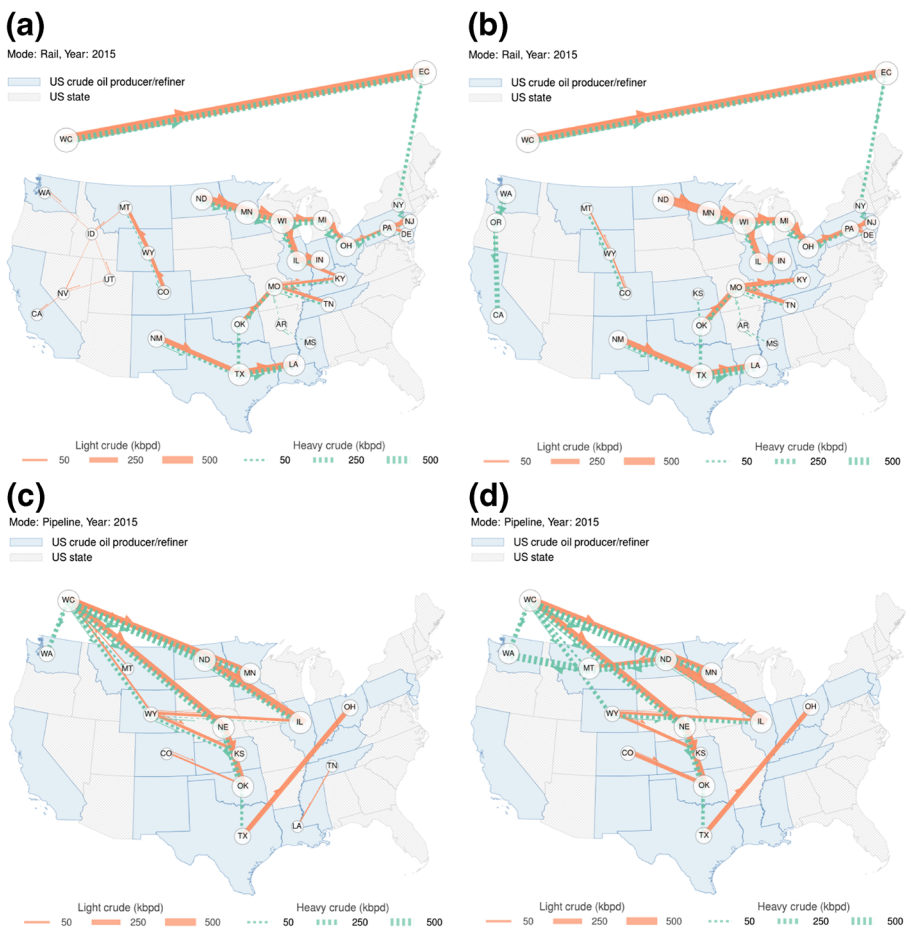 (a)
Mode: Rail, Year: 2015
US crude oil producer/refiner
US state
EC
WC
WA
MT
ND
MN
WI
MI
NY
NJ
PA
DE
OH
ID
WY
IL
IN
UT
CO
NV
CA
MO
KY
TN
OK
AR
MS
NM
TX
LA
Light crude (kbpd)
Heavy crude (kbpd)
50 250 500 50 250 500
(b)
Mode: Rail, Year: 2015
US crude oil producer/refiner
US state
EC
WC
WA
OR
MT
ND
MN
WI
MI
NY
NJ
PA
DE
OH
WY
IL
IN
CO
CA
KS
MO
KY
TN
OK
AR
MS
NM
TX
LA
Light crude (kbpd)
Heavy crude (kbpd)
50 250 500 50 250 500
(c)
Mode: Pipeline, Year: 2015
US crude oil producer/refiner
US state
WC
WA
MT
ND
MN
WY
NE
IL
OH
CO
KS
TN
OK
LA
TX
Light crude (kbpd)
Heavy crude (kbpd)
50 250 500 50 250 500
(d)
Mode: Pipeline, Year: 2015
US crude oil producer/refiner
US state
WC
WA
MT
ND
MN
WY
NE
IL
OH
CO
KS
OK
TX
Light crude (kbpd)
Heavy crude (kbpd)
50 250 500 50 250 500